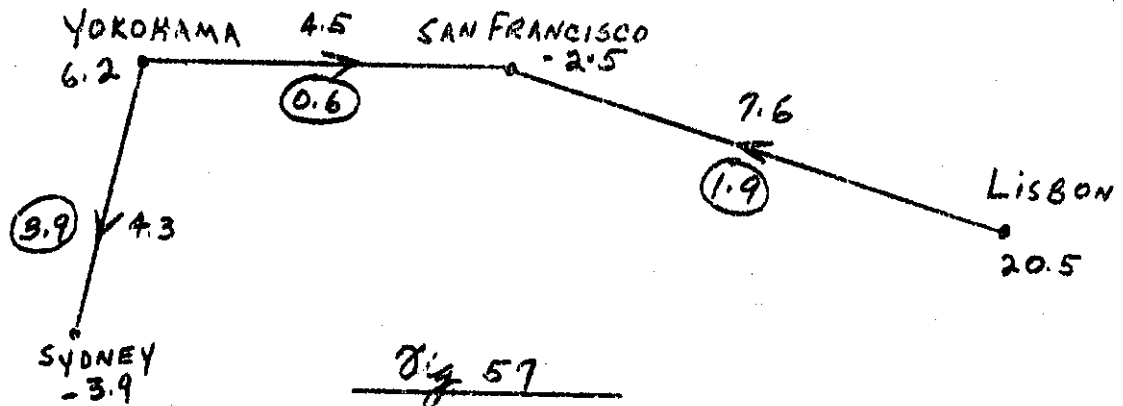 YOKOHAMA 4.5 SAN FRANCISCO
6.2 -2.5
0.6
7.6
1.9
LISBON
20.5
3.9 4.3
SYDNEY
-3.9
Fig 57